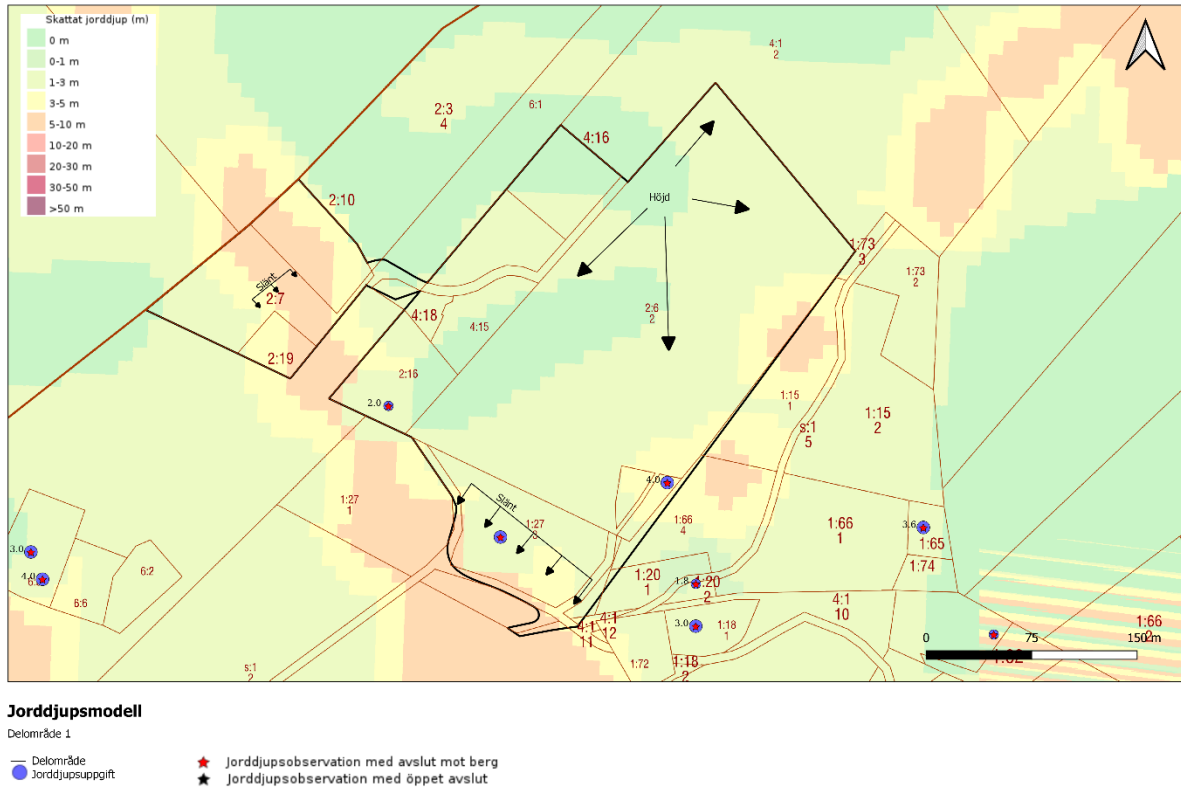 Skattat jorddjup (m)
0 m
0-1 m
1-3 m
3-5 m
5-10 m
10-20 m
20-30 m
30-50 m
>50 m
4:1
2
2:3
4
6:1
4:16
2:10
Höjd
1:73
3
1:73
2
Slänt
2:7
4:18
4:15
2:6
2
2:19
2:16
2.0
1:15
1
1:15
2
s:1
5
1:27
1
Slänt
1:27
4.0
1:66
4
1:66
1
3.6
1:65
1:74
3.0
4.0
6:6
6:2
1:20
1
1.8
2
3.0
1:18
1
4:1
10
4:1
12
4:1
11
1:72
1:18
2
s:1
2
1:66
2
0
75
150 m
Jorddjupsmodell
Delområde 1
Delområde
Jorddjupsuppgift
Jorddjupsobservation med avslut mot berg
Jorddjupsobservation med öppet avslut